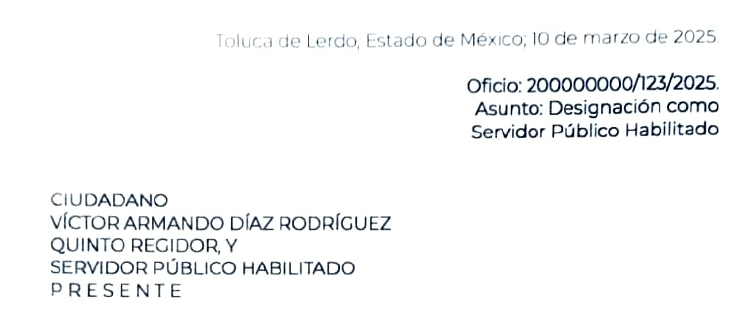 Toluca de Lerdo, Estado de México; 10 de marzo de 2025.
Oficio: 200000000/123/2025.
Asunto: Designación como
Servidor Público Habilitado
CIUDADANO
VÍCTOR ARMANDO DÍAZ RODRÍGUEZ
QUINTO REGIDOR, Y
SERVIDOR PÚBLICO HABILITADO
P R E S E N T E